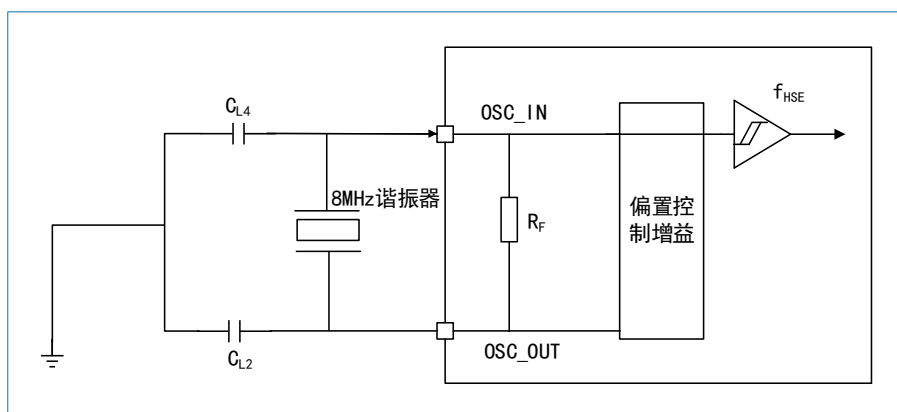 C_L4
OSC_IN
f_HSE
8MHz谐振器
R_F
偏置控
制增益
C_L2
OSC_OUT